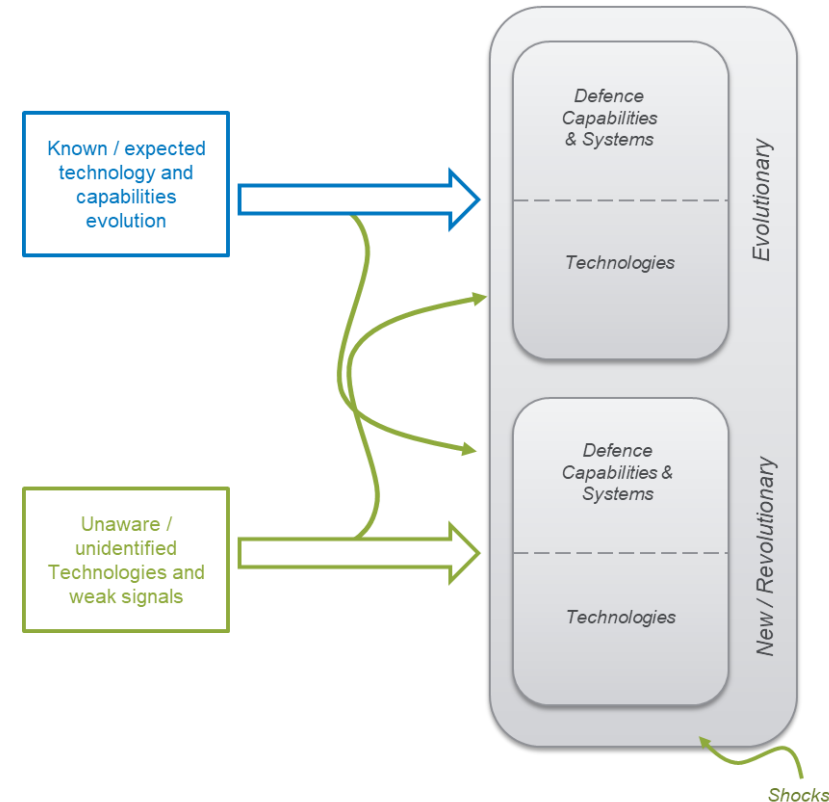 Known / expected
technology and
capabilities
evolution
Unaware /
unidentified
Technologies and
weak signals
Defence
Capabilities
& Systems
Technologies
Evolutionary
Defence
Capabilities &
Systems
Technologies
New / Revolutionary
Shocks